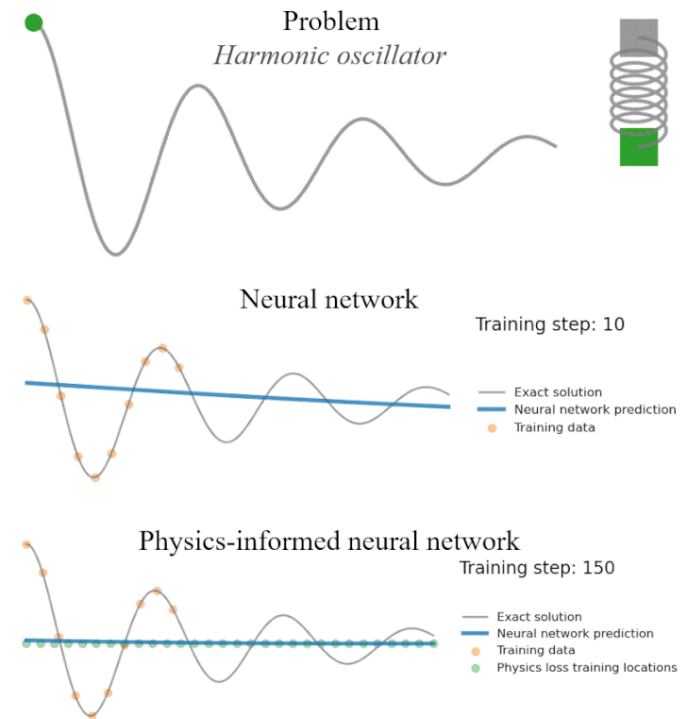 Problem
Harmonic oscillator
Neural network
Training step: 10
Exact solution
Neural network prediction
Training data
Physics-informed neural network
Training step: 150
Exact solution
Neural network prediction
Training data
Physics loss training locations